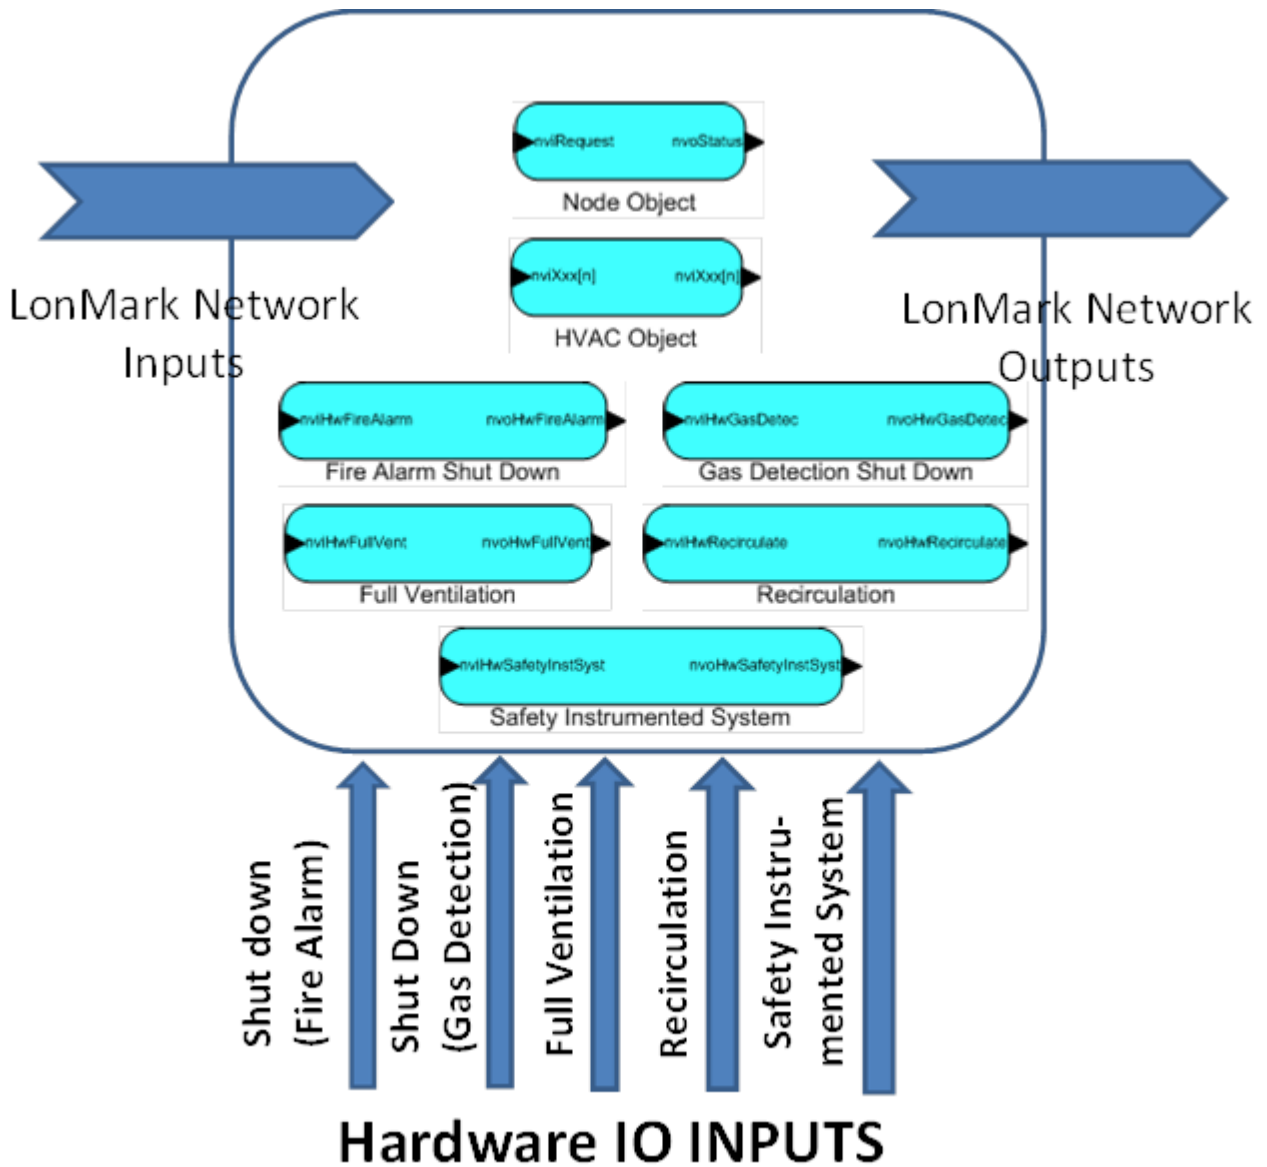 nviRequest nvoStatus
Node Object
nviXxx[n] nviXxx[n]
HVAC Object
LonMark Network
Inputs
LonMark Network
Outputs
nviHwFireAlarm nvoHwFireAlarm
Fire Alarm Shut Down
nviHwGasDetec nvoHwGasDetec
Gas Detection Shut Down
nviHwFullVent nvoHwFullVent
Full Ventilation
nviHwRecirculate nvoHwRecirculate
Recirculation
nviHwSafetyInstSyst nvoHwSafetyInstSyst
Safety Instrumented System
Shut down
(Fire Alarm)
Shut Down
(Gas Detection)
Full Ventilation
Recirculation
Safety Instru-
mented System
Hardware IO INPUTS